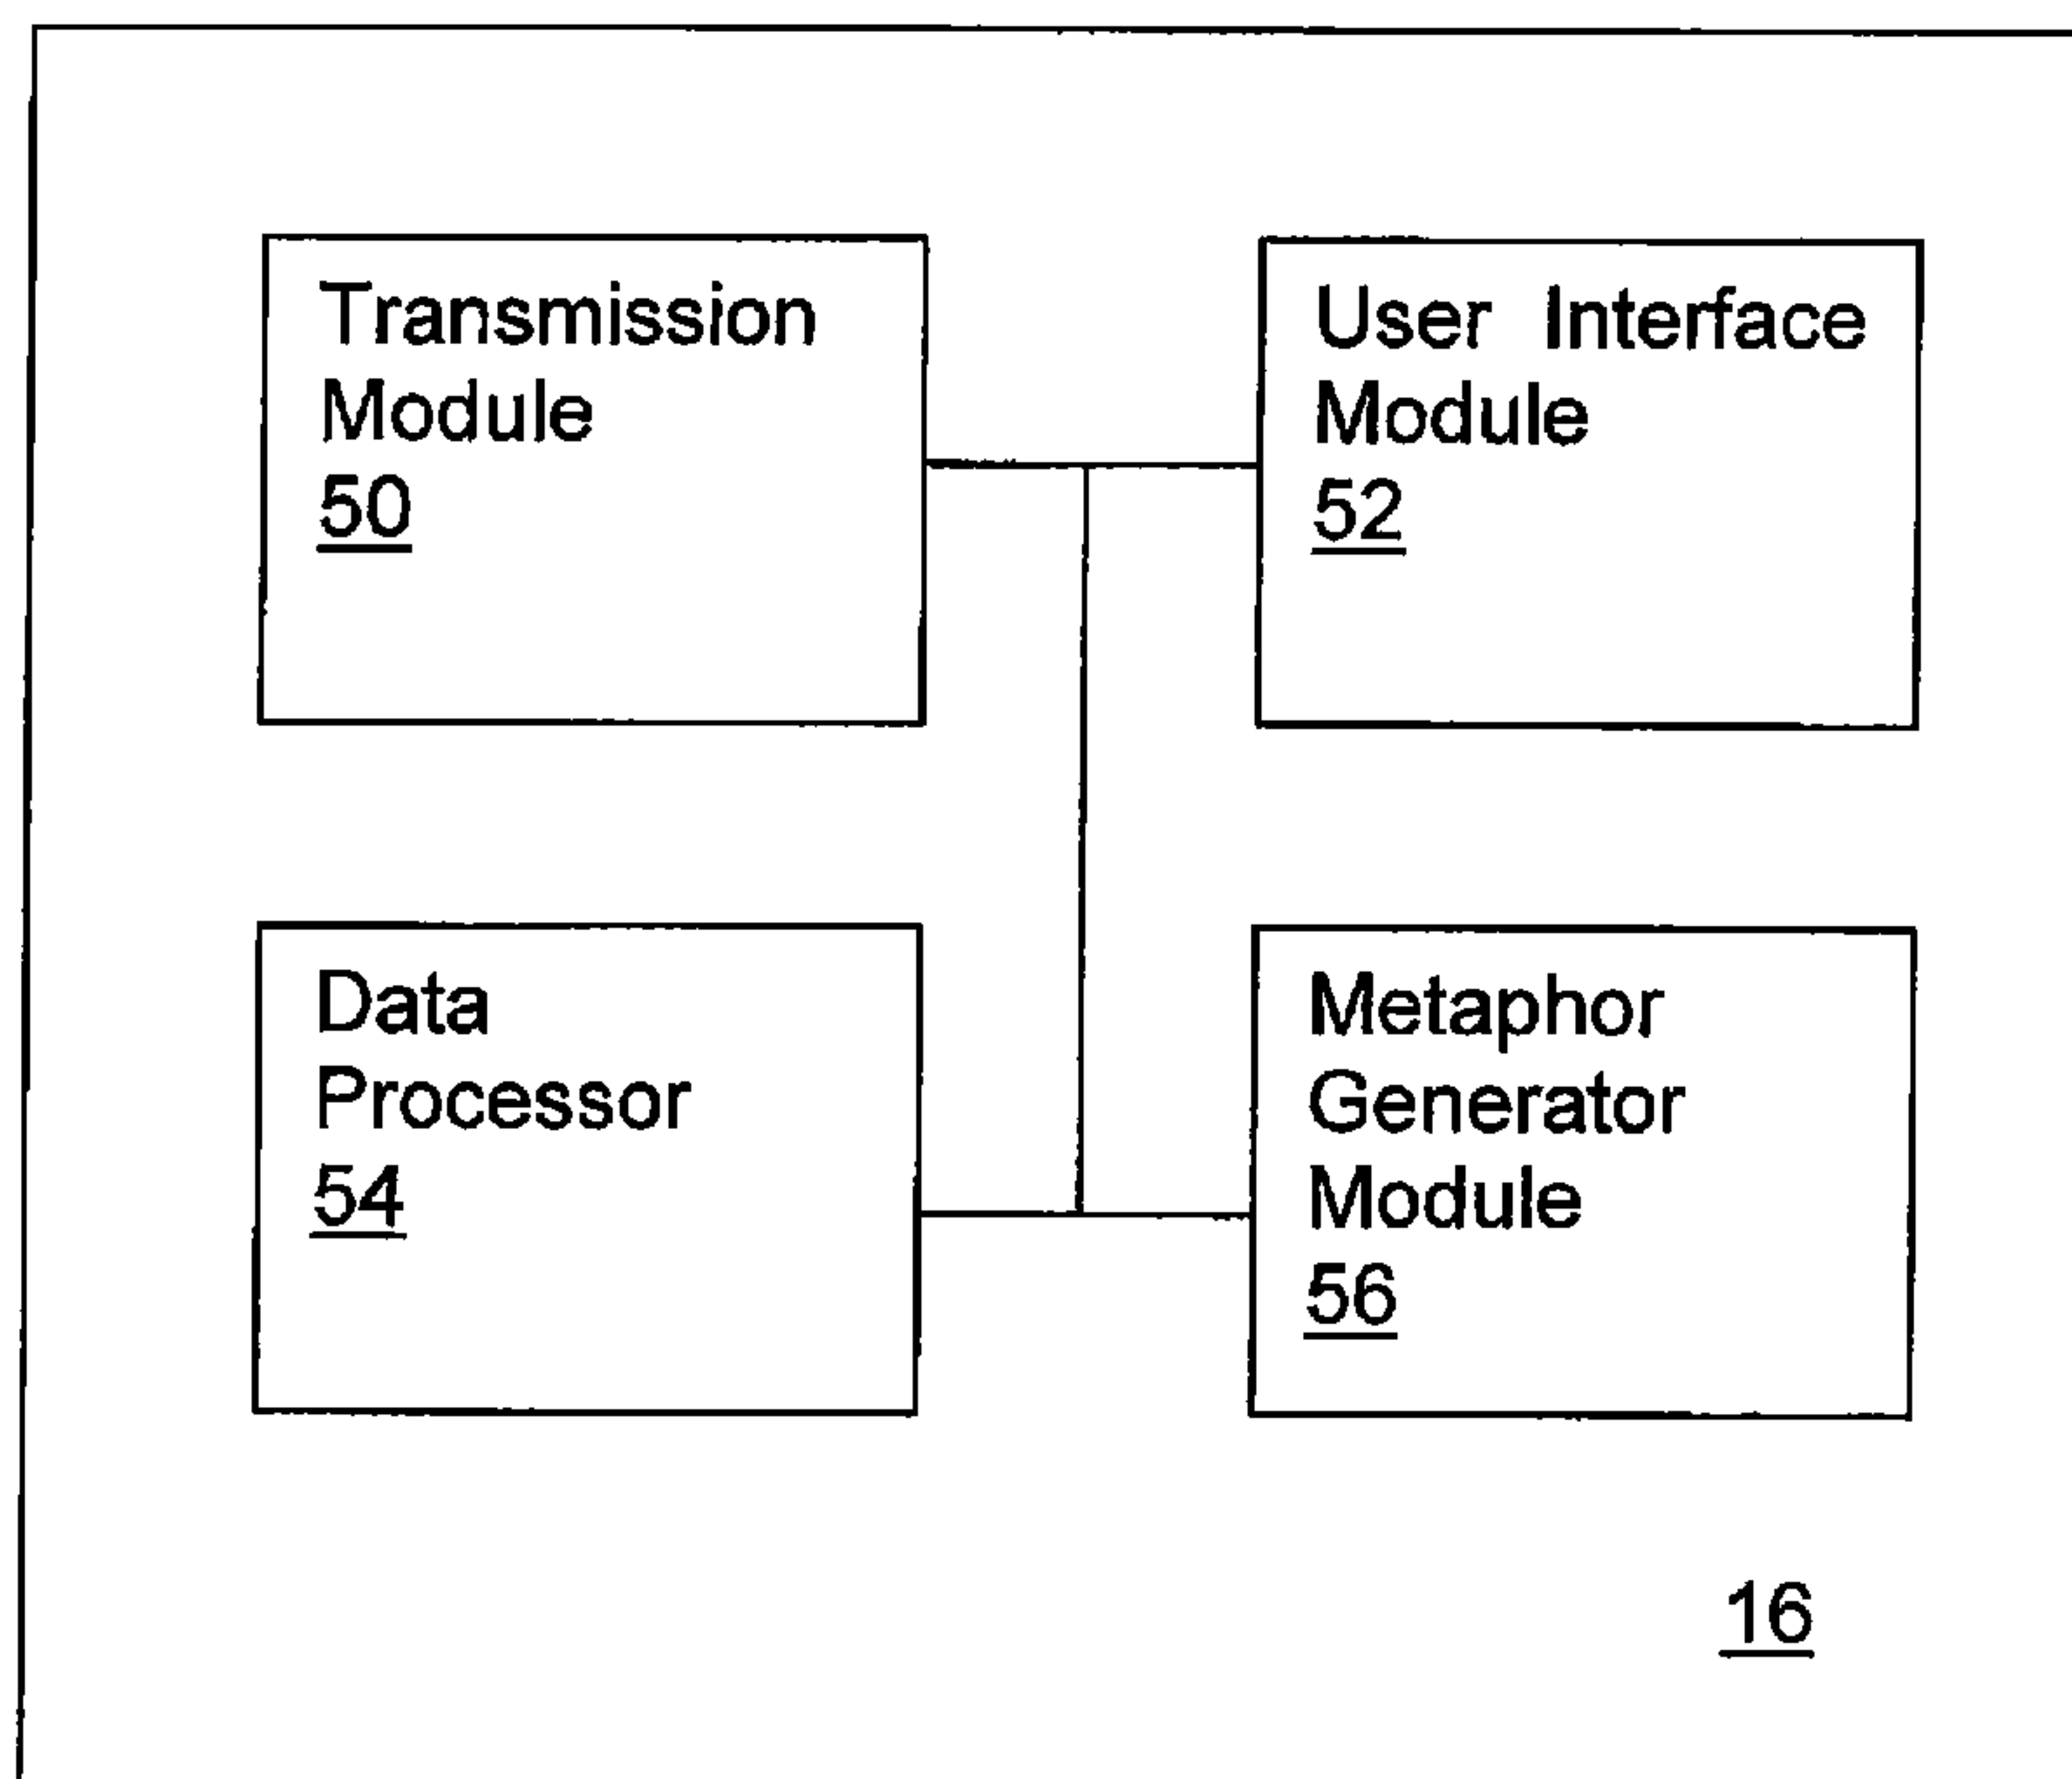 Transmission
Module
50
User Interface
Module
52
Data
Processor
54
Metaphor
Generator
Module
56
16